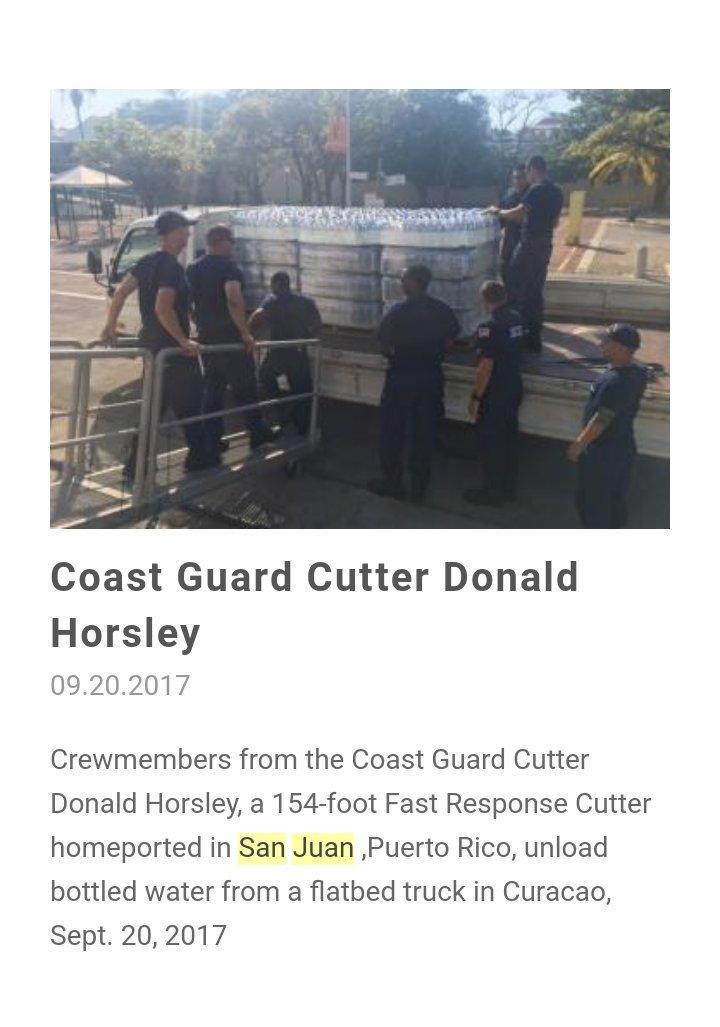 Coast Guard Cutter Donald
Horsley
09.20.2017
Crewmembers from the Coast Guard Cutter
Donald Horsley, a 154-foot Fast Response Cutter
homeported in San Juan ,Puerto Rico, unload
bottled water from a flatbed truck in Curacao,
Sept. 20, 2017